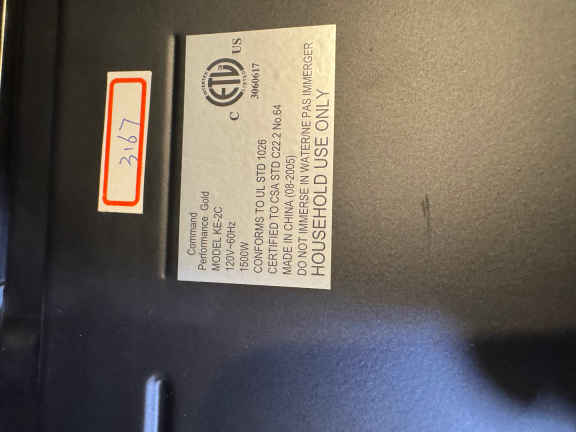 3167
Command
Performance Gold
MODEL KE-2C
120V~60Hz
1500W
CONFORMS TO UL STD 1026
CERTIFIED TO CSA STD C22.2 No.64
MADE IN CHINA (08-2005)
DO NOT IMMERSE IN WATER/NE PAS IMMERGER
HOUSEHOLD USE ONLY
C ETL US
3060617